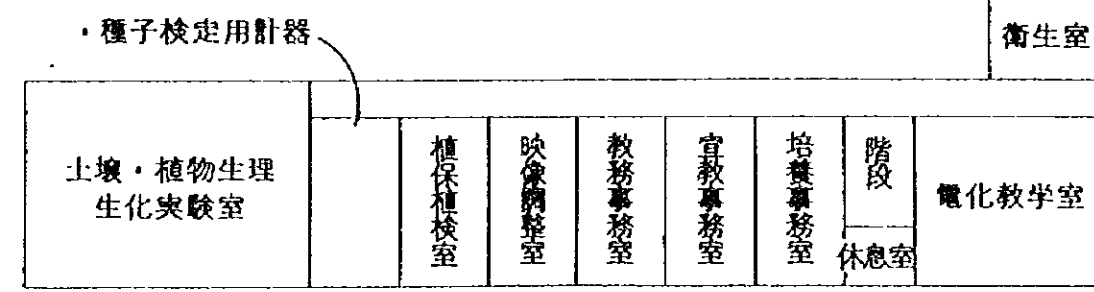 ・種子検定用計器
衛生室
土壌・植物生理
生化実験室
植保植検室
映像調整室
教務事務室
宣教事務室
培養事務室
階段
休息室
電化教学室